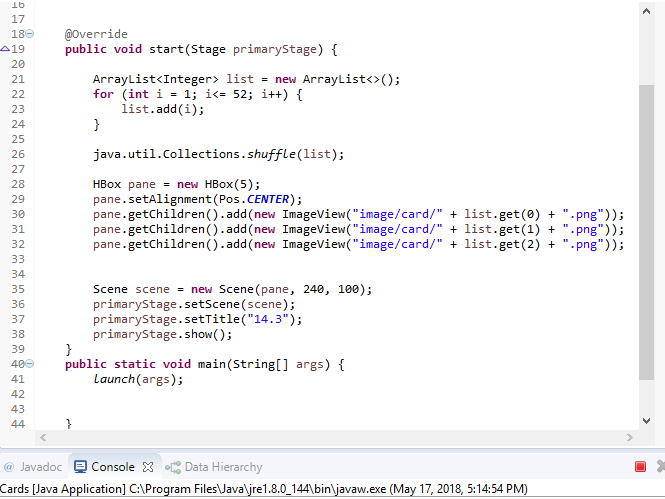 16
17
18 @Override
19 public void start(Stage primaryStage) {
20
21 ArrayList<Integer> list = new ArrayList<>();
22 for (int i = 1; i<= 52; i++) {
23 list.add(i);
24 }
25
26 java.util.Collections.shuffle(list);
27
28 HBox pane = new HBox(5);
29 pane.setAlignment(Pos.CENTER);
30 pane.getChildren().add(new ImageView("image/card/" + list.get(0) + ".png"));
31 pane.getChildren().add(new ImageView("image/card/" + list.get(1) + ".png"));
32 pane.getChildren().add(new ImageView("image/card/" + list.get(2) + ".png"));
33
34
35 Scene scene = new Scene(pane, 240, 100);
36 primaryStage.setScene(scene);
37 primaryStage.setTitle("14.3");
38 primaryStage.show();
39 }
40 public static void main(String[] args) {
41 launch(args);
42
43
44 }
@ Javadoc Console Data Hierarchy
Cards [Java Application] C:\Program Files\Java\jre1.8.0_144\bin\javaw.exe (May 17, 2018, 5:14:54 PM)